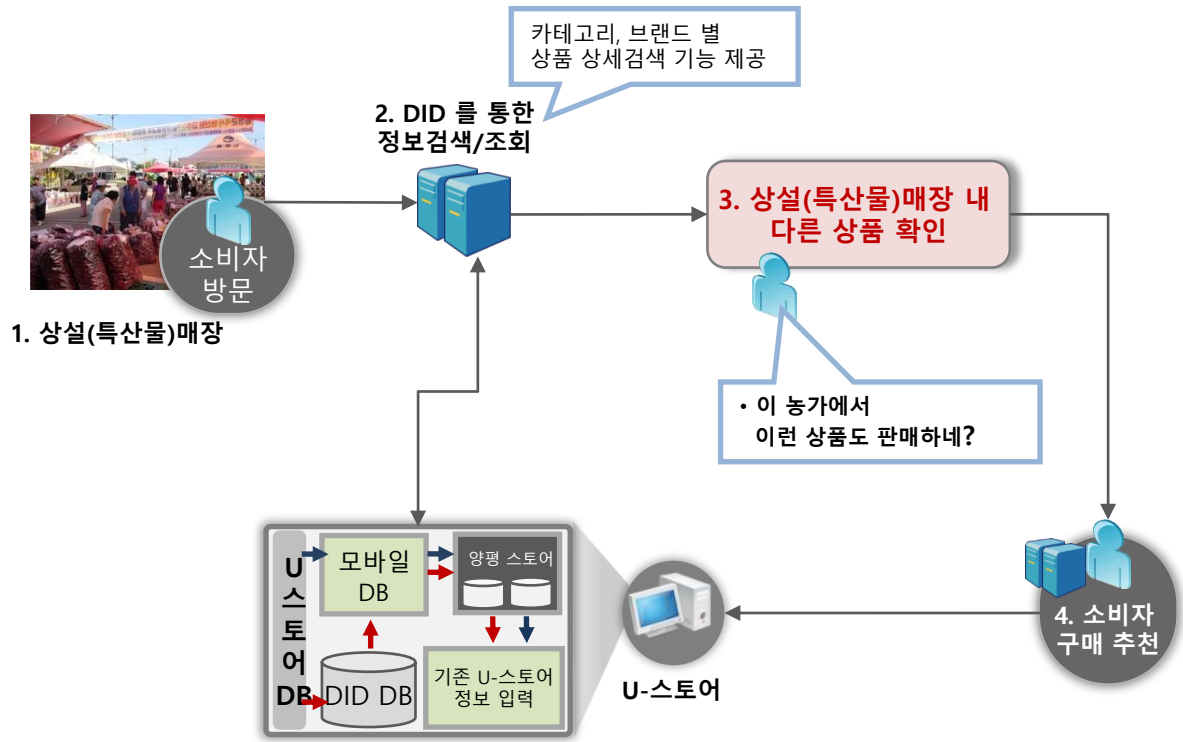 카테고리, 브랜드 별
상품 상세검색 기능 제공
2. DID 를 통한
정보검색/조회
소비자
방문
1. 상설(특산물)매장
3. 상설(특산물)매장 내
다른 상품 확인
• 이 농가에서
이런 상품도 판매하네?
U
스
토
어
DB
모바일
DB
양평 스토어
DID DB
기존 U-스토어
정보 입력
U-스토어
4. 소비자
구매 추천